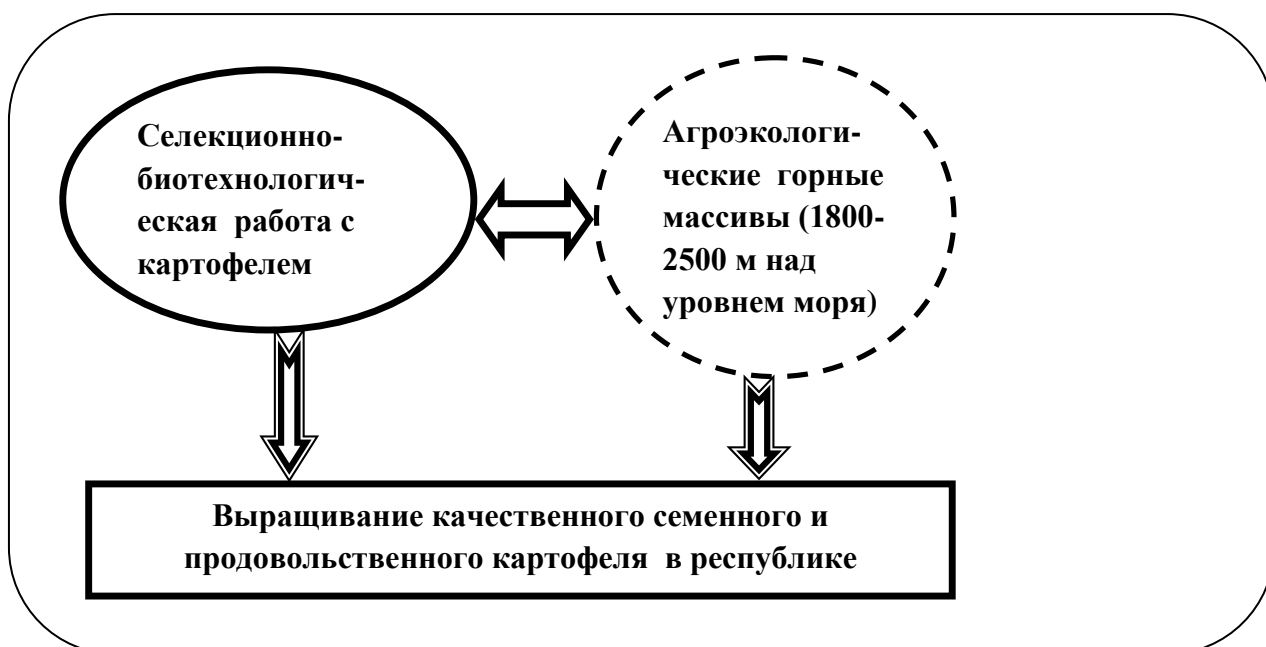 Селекционно-
биотехнологич-
еская работа с
картофелем
Агроэкологи-
ческие горные
массивы (1800-
2500 м над
уровнем моря)
Выращивание качественного семенного и
продовольственного картофеля в республике